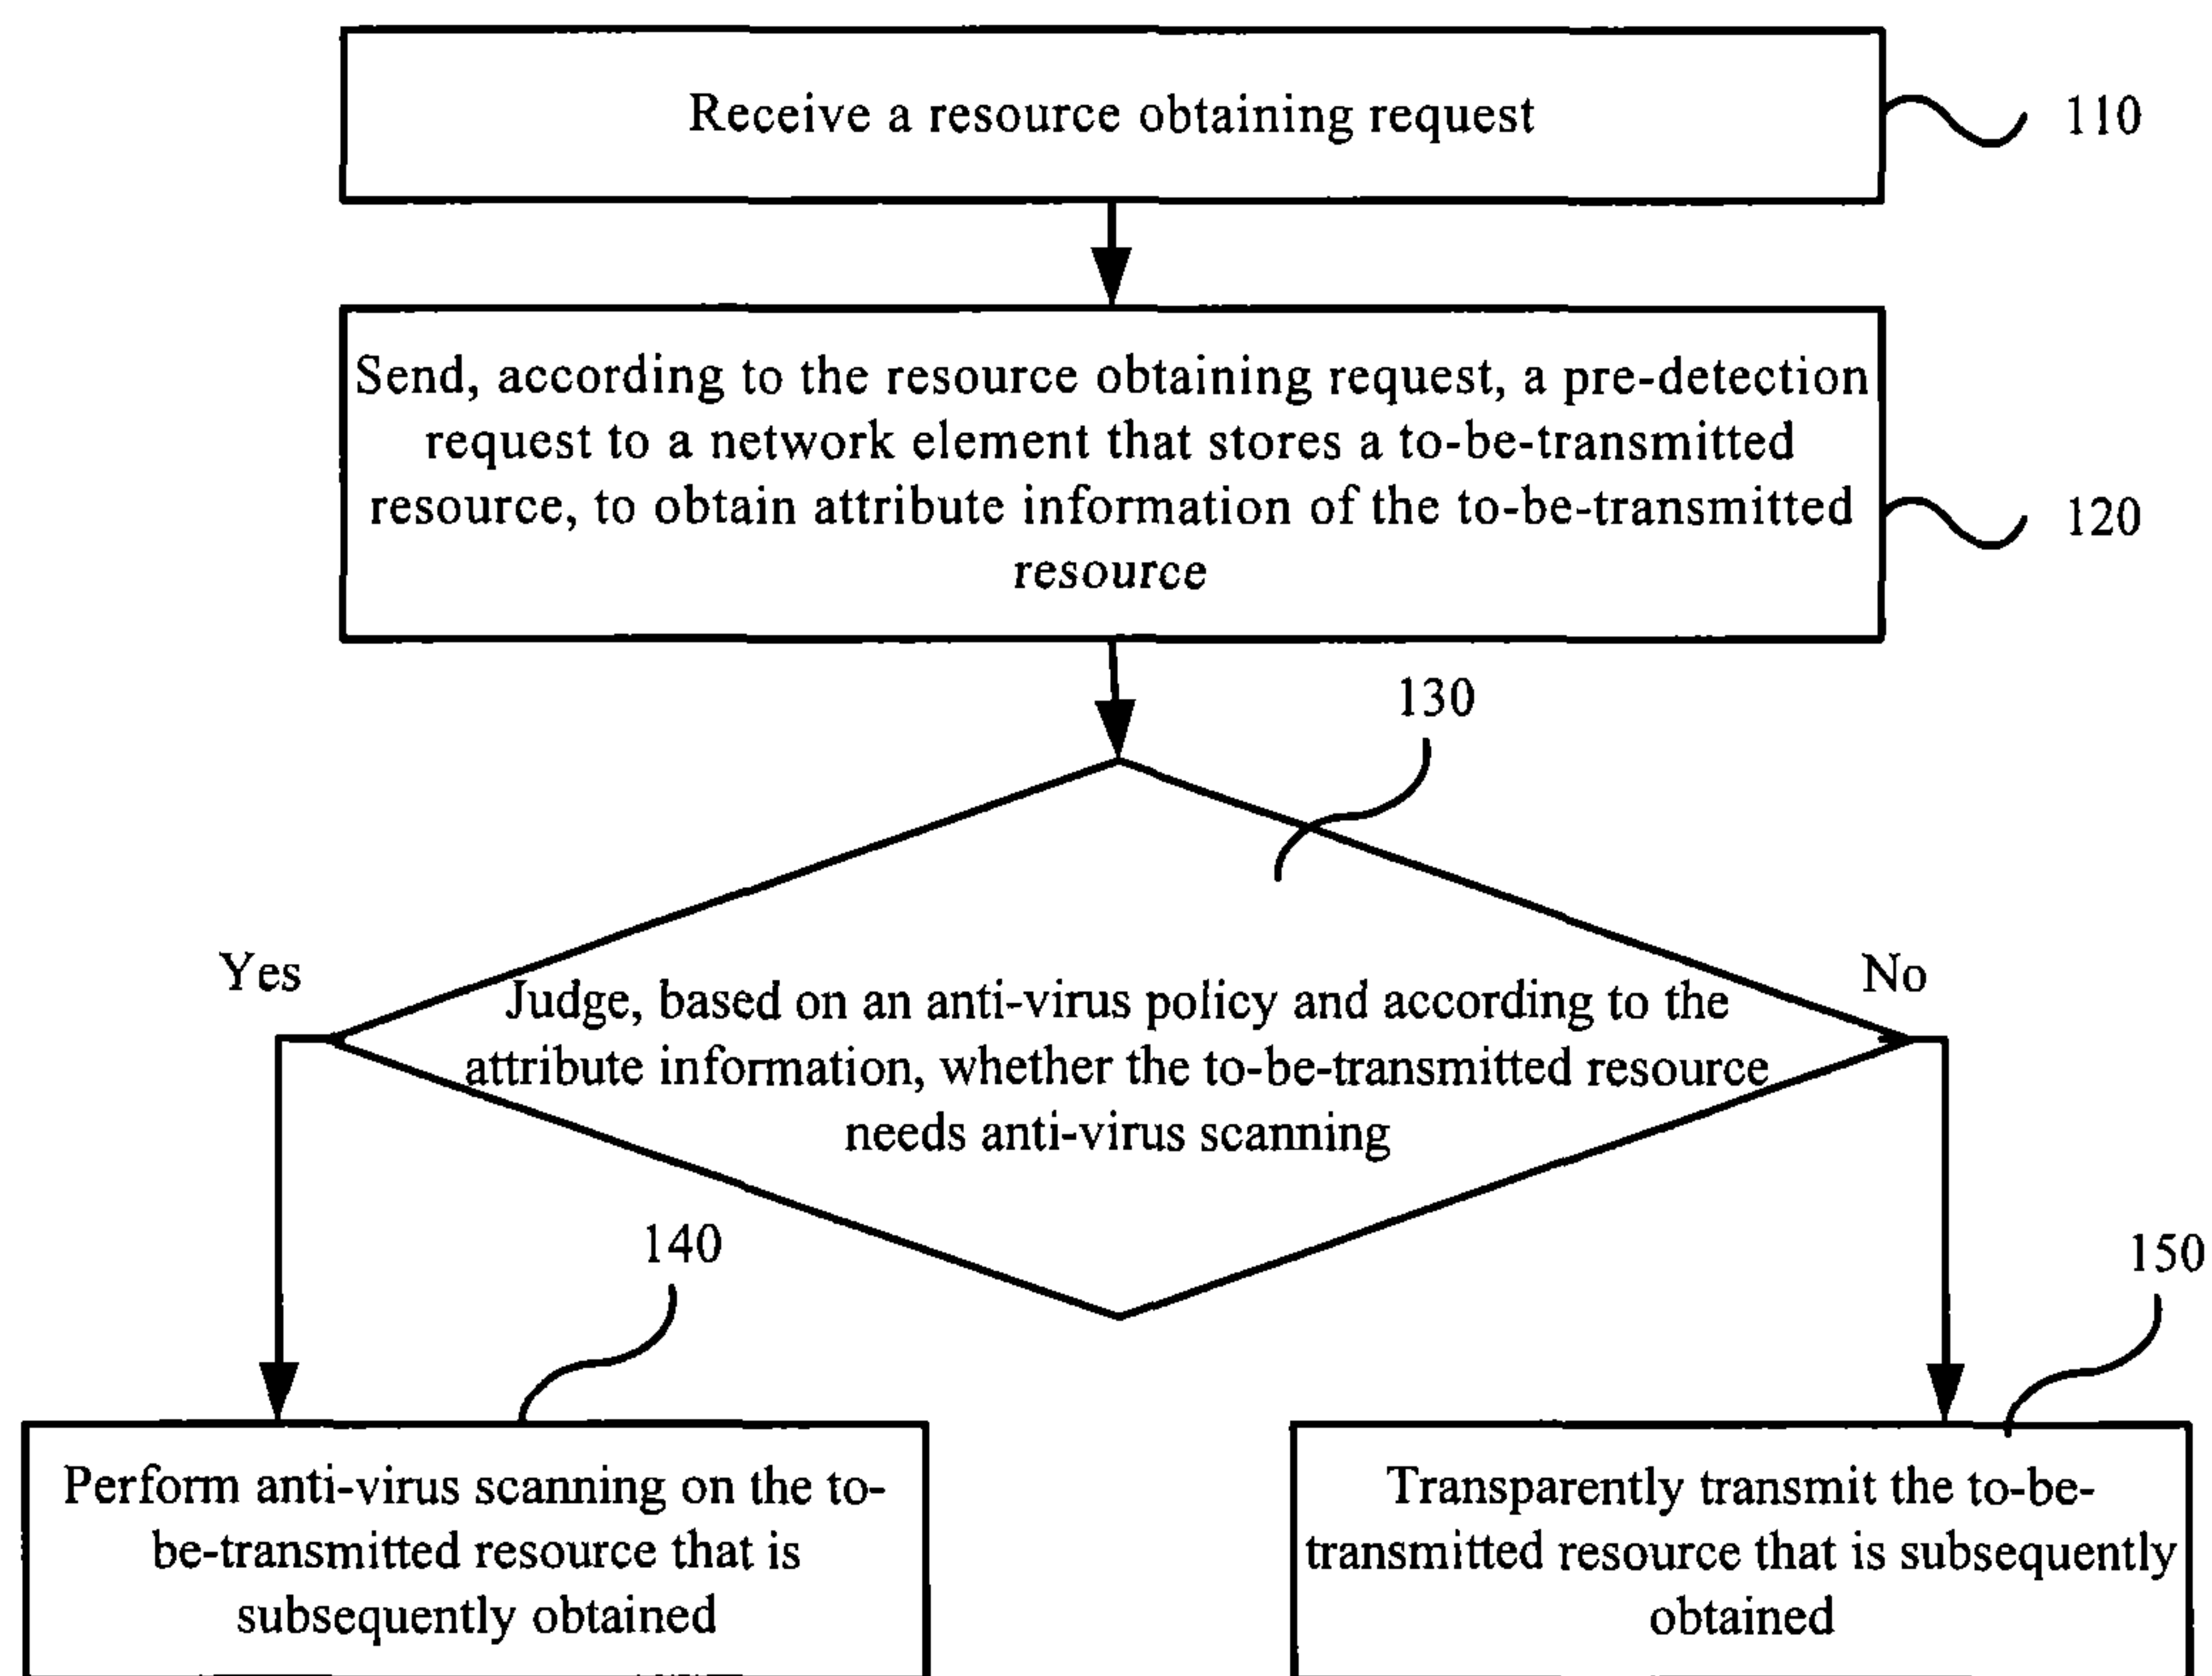 Receive a resource obtaining request
110
Send, according to the resource obtaining request, a pre-detection
request to a network element that stores a to-be-transmitted
resource, to obtain attribute information of the to-be-transmitted
resource
120
130
Yes
No
Judge, based on an anti-virus policy and according to the
attribute information, whether the to-be-transmitted resource
needs anti-virus scanning
140
150
Perform anti-virus scanning on the to-
be-transmitted resource that is
subsequently obtained
Transparently transmit the to-be-
transmitted resource that is subsequently
obtained